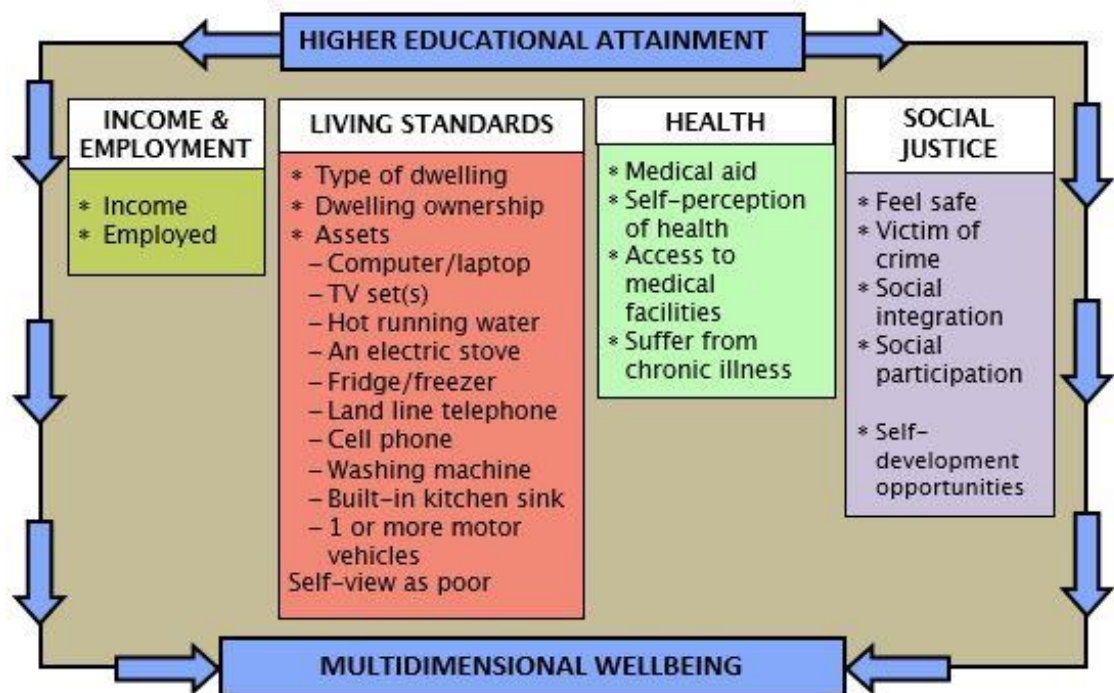 HIGHER EDUCATIONAL ATTAINMENT
INCOME &
EMPLOYMENT
* Income
* Employed
LIVING STANDARDS
* Type of dwelling
* Dwelling ownership
* Assets
– Computer/laptop
– TV set(s)
– Hot running water
– An electric stove
– Fridge/freezer
– Land line telephone
– Cell phone
– Washing machine
– Built-in kitchen sink
– 1 or more motor
vehicles
Self-view as poor
HEALTH
* Medical aid
* Self-perception
of health
* Access to
medical
facilities
* Suffer from
chronic illness
SOCIAL
JUSTICE
* Feel safe
* Victim of
crime
* Social
integration
* Social
participation
* Self-
development
opportunities
MULTIDIMENSIONAL WELLBEING